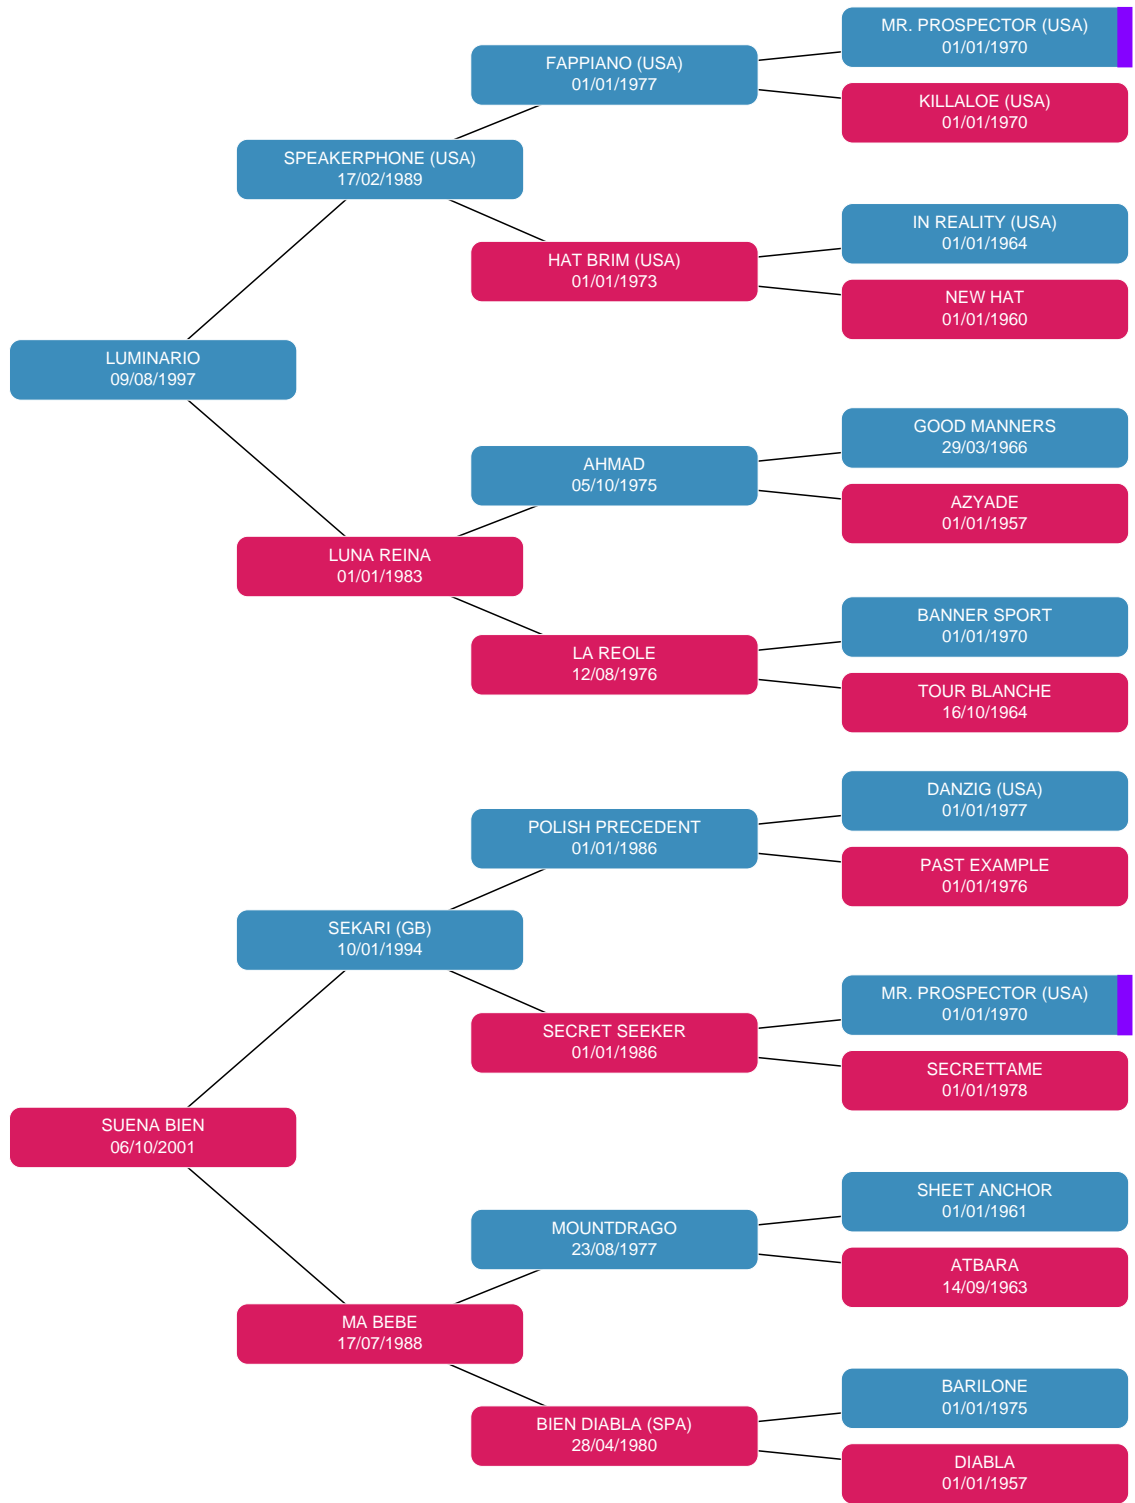 MR. PROSPECTOR (USA)
01/01/1970
FAPPIANO (USA)
01/01/1977
KILLALOE (USA)
01/01/1970
SPEAKERPHONE (USA)
17/02/1989
IN REALITY (USA)
01/01/1964
HAT BRIM (USA)
01/01/1973
NEW HAT
01/01/1960
LUMINARIO
09/08/1997
GOOD MANNERS
29/03/1966
AHMAD
05/10/1975
AZYADE
01/01/1957
LUNA REINA
01/01/1983
BANNER SPORT
01/01/1970
LA REOLE
12/08/1976
TOUR BLANCHE
16/10/1964
DANZIG (USA)
01/01/1977
POLISH PRECEDENT
01/01/1986
PAST EXAMPLE
01/01/1976
SEKARI (GB)
10/01/1994
MR. PROSPECTOR (USA)
01/01/1970
SECRET SEEKER
01/01/1986
SECRETTAME
01/01/1978
SUENA BIEN
06/10/2001
SHEET ANCHOR
01/01/1961
MOUNTDRAGO
23/08/1977
ATBARA
14/09/1963
MA BEBE
17/07/1988
BARILONE
01/01/1975
BIEN DIABLA (SPA)
28/04/1980
DIABLA
01/01/1957